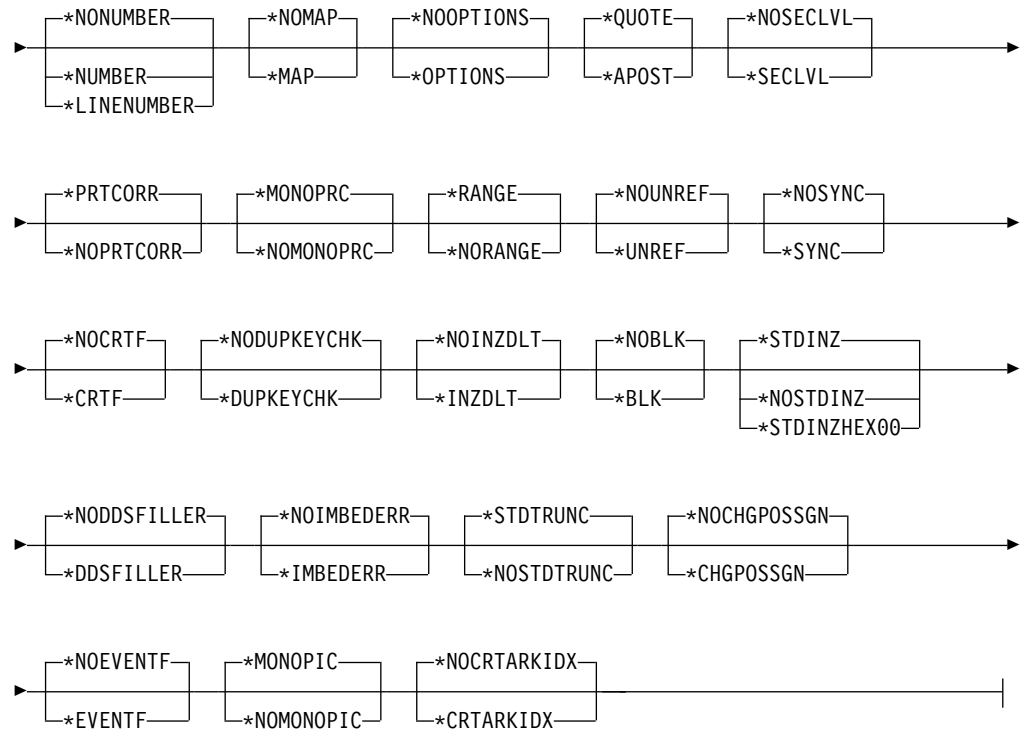 *NONUMBER *NOMAP *NOOPTIONS *QUOTE *NOSECLVL
*NUMBER *MAP *OPTIONS *APOST *SECLVL
*LINENUMBER
*PRTCORR *MONOPRC *RANGE *NOUNREF *NOSYNC
*NOPRTCORR *NOMONOPRC *NORANGE *UNREF *SYNC
*NOCRTF *NODUPKEYCHK *NOINZDLT *NOBLK *STDINZ
*CRTF *DUPKEYCHK *INZDLT *BLK *NOSTDINZ
*STDINZHEX00
*NODDSFILLER *NOIMBEDERR *STDTRUNC *NOCHGPOSSGN
*DDSFILLER *IMBEDERR *NOSTDTRUNC *CHGPOSSGN
*NOEVENTF *MONOPIC *NOCRTARKIDX
*EVENTF *NOMONOPIC *CRTARKIDX